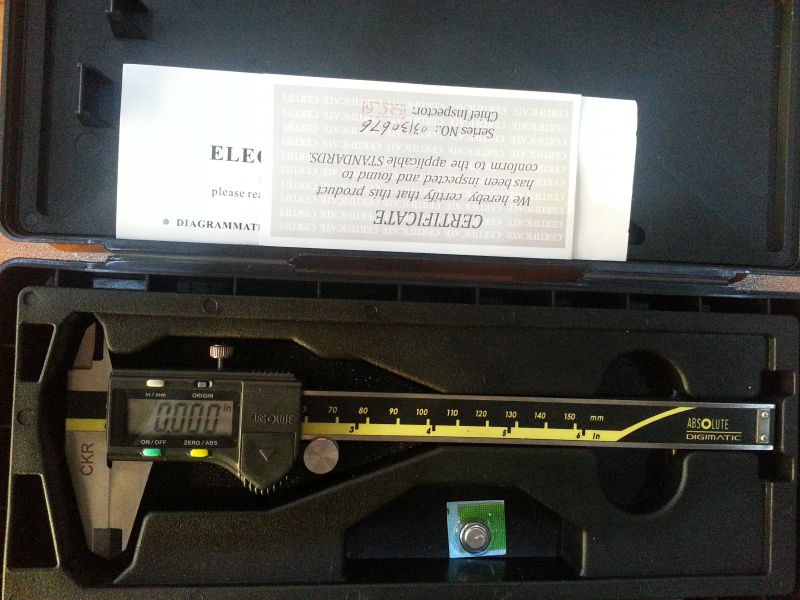 ELEC
please rea
DIAGRAMMATI
CERTIFICATE
We hereby certify that this product
has been inspected and found to
conform to the applicable STANDARDS.
Series NO.: 03130676
Chief Inspector:
in/mm ORIGIN
0.000 in
ABSOLUTE
ON/OFF ZERO/ABS
CKR
70 80 90 100 110 120 130 140 150 mm
3 4 5 6 in
ABSOLUTE
DIGIMATIC